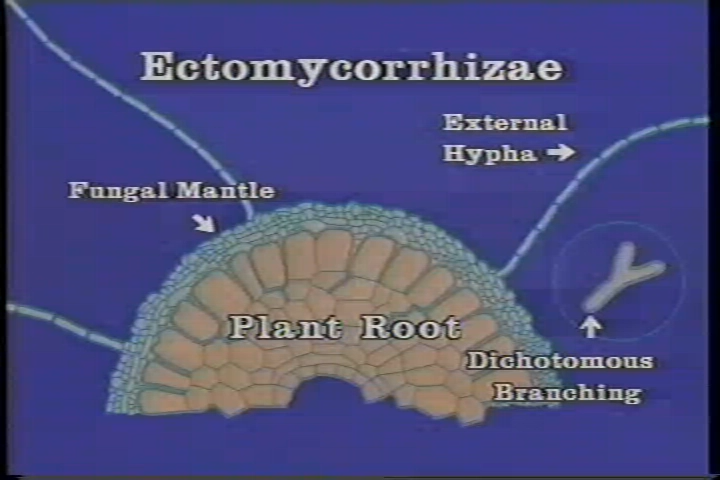 Ectomycorrhizae
External
Hypha →
Fungal Mantle
Plant Root
Dichotomous
Branching